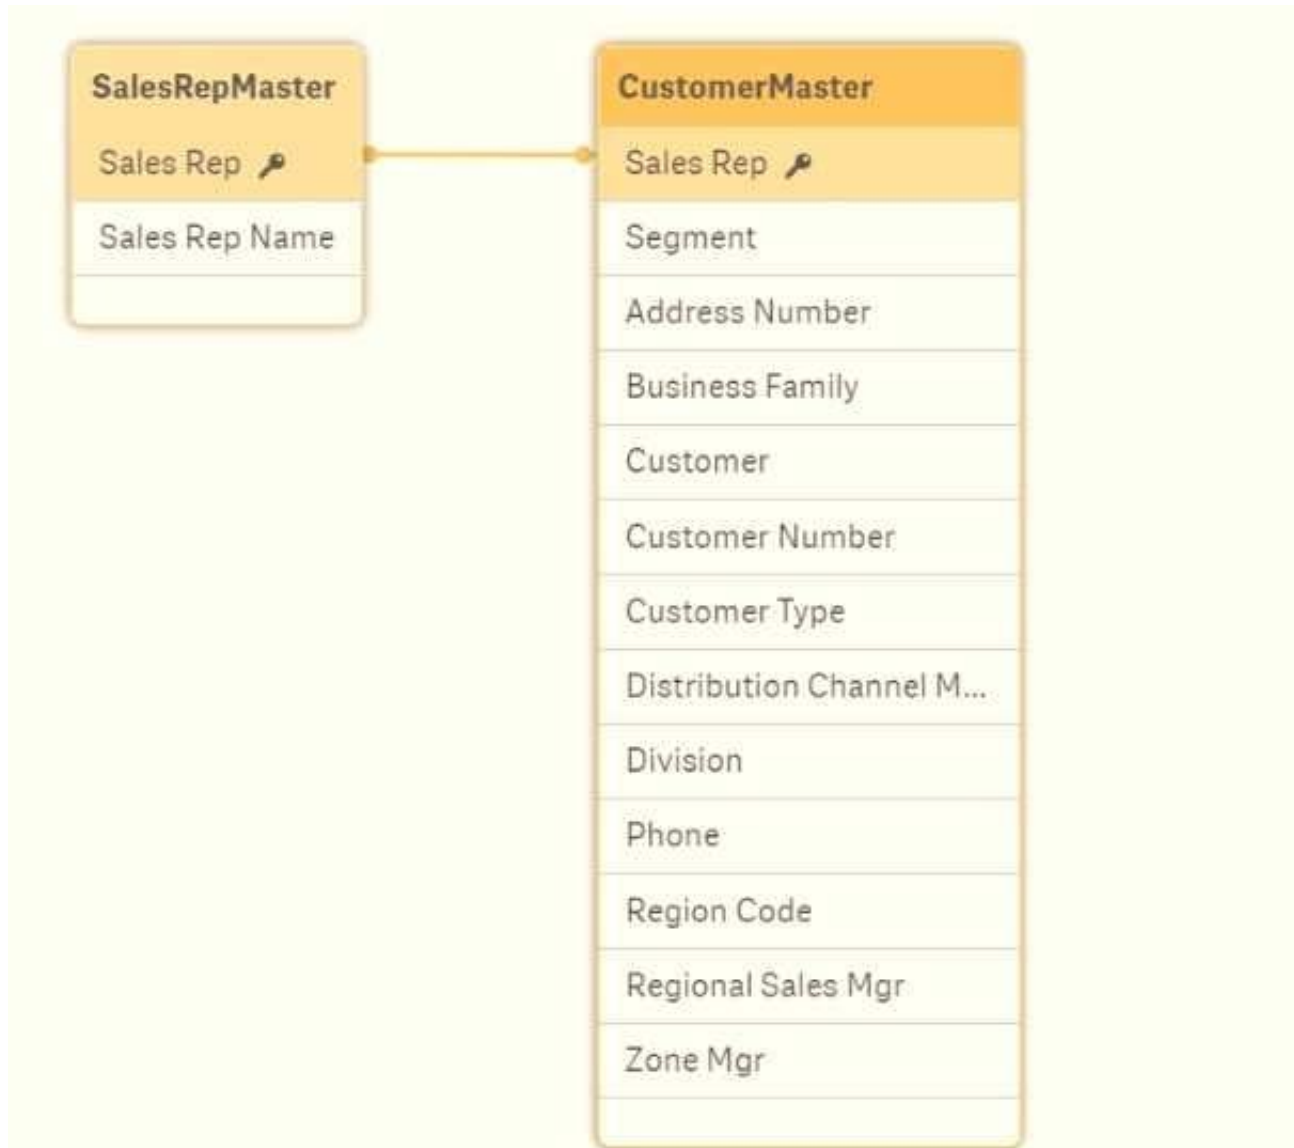 SalesRepMaster
Sales Rep
Sales Rep Name
CustomerMaster
Sales Rep
Segment
Address Number
Business Family
Customer
Customer Number
Customer Type
Distribution Channel M...
Division
Phone
Region Code
Regional Sales Mgr
Zone Mgr